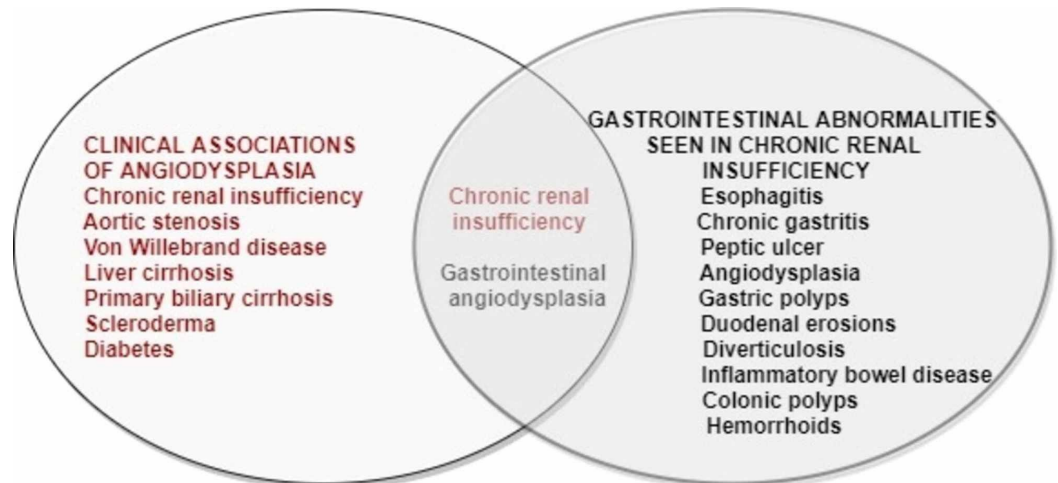 CLINICAL ASSOCIATIONS
OF ANGIODYSPLASIA
Chronic renal insufficiency
Aortic stenosis
Von Willebrand disease
Liver cirrhosis
Primary biliary cirrhosis
Scleroderma
Diabetes
Chronic renal
insufficiency
Gastrointestinal
angiodysplasia
GASTROINTESTINAL ABNORMALITIES
SEEN IN CHRONIC RENAL
INSUFFICIENCY
Esophagitis
Chronic gastritis
Peptic ulcer
Angiodysplasia
Gastric polyps
Duodenal erosions
Diverticulosis
Inflammatory bowel disease
Colonic polyps
Hemorrhoids